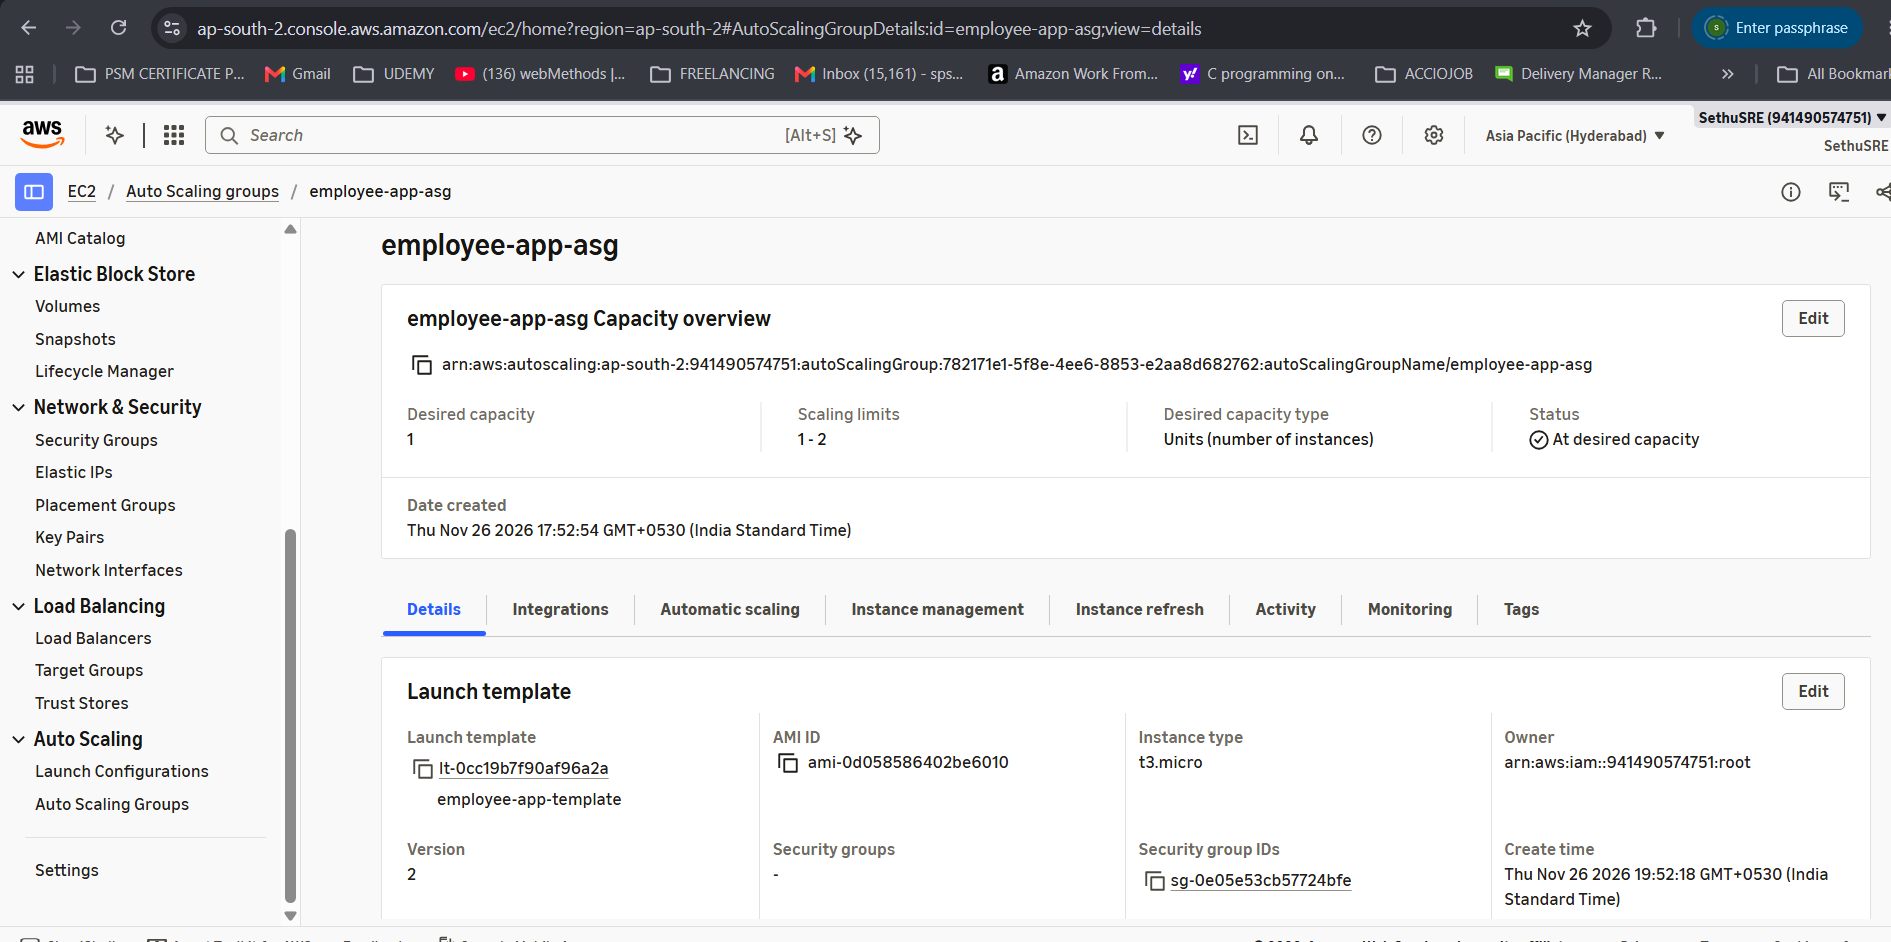 ap-south-2.console.aws.amazon.com/ec2/home?region=ap-south-2#AutoScalingGroupDetails:id=employee-app-asg;view=details
Enter passphrase
PSM CERTIFICATE P...
Gmail
UDEMY
(136) webMethods |...
FREELANCING
Inbox (15,161) - sps...
Amazon Work From...
C programming on...
ACCIOJOB
Delivery Manager R...
»
All Bookmark
aws
Search
[Alt+S]
Asia Pacific (Hyderabad)
SethuSRE (941490574751)
SethuSRE
EC2 / Auto Scaling groups / employee-app-asg
AMI Catalog
Elastic Block Store
Volumes
Snapshots
Lifecycle Manager
Network & Security
Security Groups
Elastic IPs
Placement Groups
Key Pairs
Network Interfaces
Load Balancing
Load Balancers
Target Groups
Trust Stores
Auto Scaling
Launch Configurations
Auto Scaling Groups
Settings
employee-app-asg
employee-app-asg Capacity overview
Edit
arn:aws:autoscaling:ap-south-2:941490574751:autoScalingGroup:782171e1-5f8e-4ee6-8853-e2aa8d682762:autoScalingGroupName/employee-app-asg
Desired capacity
1
Scaling limits
1 - 2
Desired capacity type
Units (number of instances)
Status
At desired capacity
Date created
Thu Nov 26 2026 17:52:54 GMT+0530 (India Standard Time)
Details
Integrations
Automatic scaling
Instance management
Instance refresh
Activity
Monitoring
Tags
Launch template
Edit
Launch template
lt-0cc19b7f90af96a2a
employee-app-template
AMI ID
ami-0d058586402be6010
Instance type
t3.micro
Owner
arn:aws:iam::941490574751:root
Version
2
Security groups
-
Security group IDs
sg-0e05e53cb57724bfe
Create time
Thu Nov 26 2026 19:52:18 GMT+0530 (India
Standard Time)